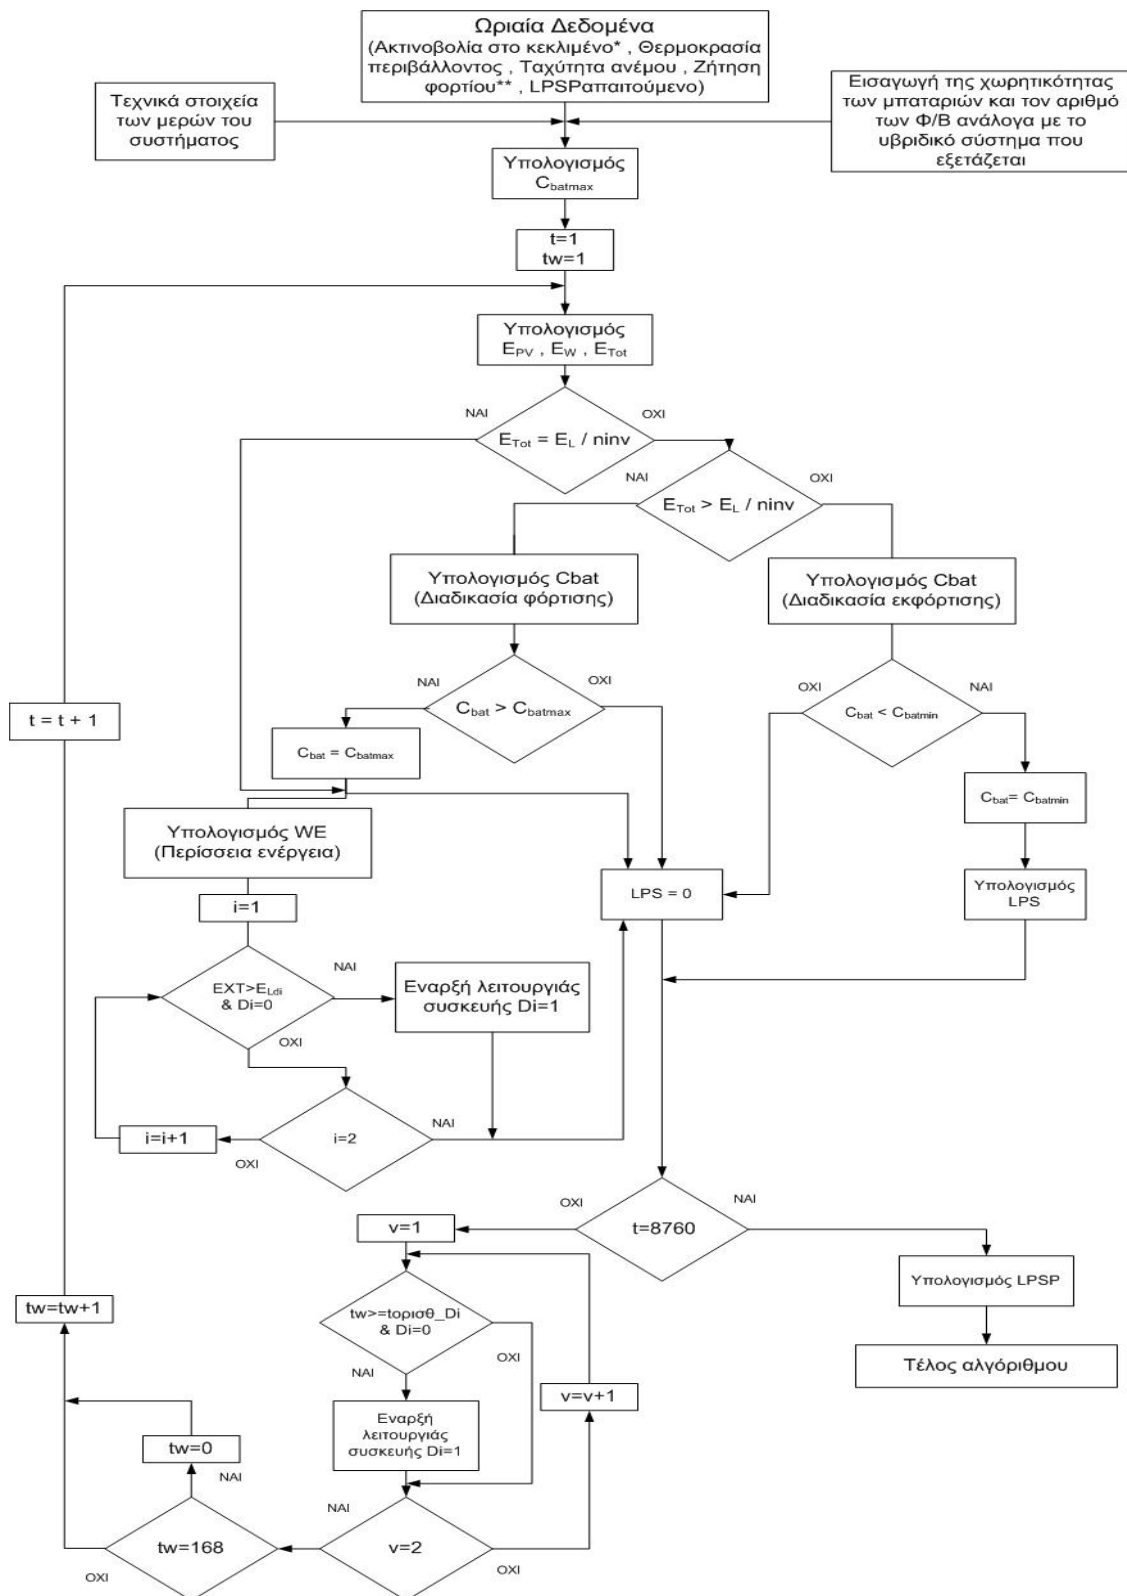 Ωριαία Δεδομένα
(Ακτινοβολία στο κεκλιμένο* , Θερμοκρασία
περιβάλλοντος , Ταχύτητα ανέμου , Ζήτηση
φορτίου** , LPSPαπαιτούμενο)
Τεχνικά στοιχεία
των μερών του
συστήματος
Εισαγωγή της χωρητικότητας
των μπαταριών και τον αριθμό
των Φ/Β ανάλογα με το
υβριδικό σύστημα που
εξετάζεται
Υπολογισμός
Cbatmax
t=1
tw=1
Υπολογισμός
EPV , EW , ETot
ΝΑΙ
ΟΧΙ
ETot = EL / ninv
ΝΑΙ
ΟΧΙ
ETot > EL / ninv
Υπολογισμός Cbat
(Διαδικασία φόρτισης)
Υπολογισμός Cbat
(Διαδικασία εκφόρτισης)
ΝΑΙ
ΟΧΙ
Cbat > Cbatmax
ΟΧΙ
ΝΑΙ
Cbat < Cbatmin
t = t + 1
Cbat = Cbatmax
Cbat= Cbatmin
Υπολογισμός WE
(Περίσσεια ενέργεια)
LPS = 0
Υπολογισμός
LPS
i=1
EXT>ELdi
& Di=0
ΝΑΙ
ΟΧΙ
Εναρξή λειτουργιάς
συσκευής Di=1
i=i+1
i=2
ΝΑΙ
ΟΧΙ
ΟΧΙ
ΝΑΙ
t=8760
v=1
Υπολογισμός LPSP
Τέλος αλγόριθμου
tw=tw+1
tw>=tορισθ_Di
& Di=0
ΟΧΙ
ΝΑΙ
v=v+1
Εναρξή
λειτουργιάς
συσκευής Di=1
tw=0
ΝΑΙ
ΝΑΙ
tw=168
v=2
ΟΧΙ
ΟΧΙ